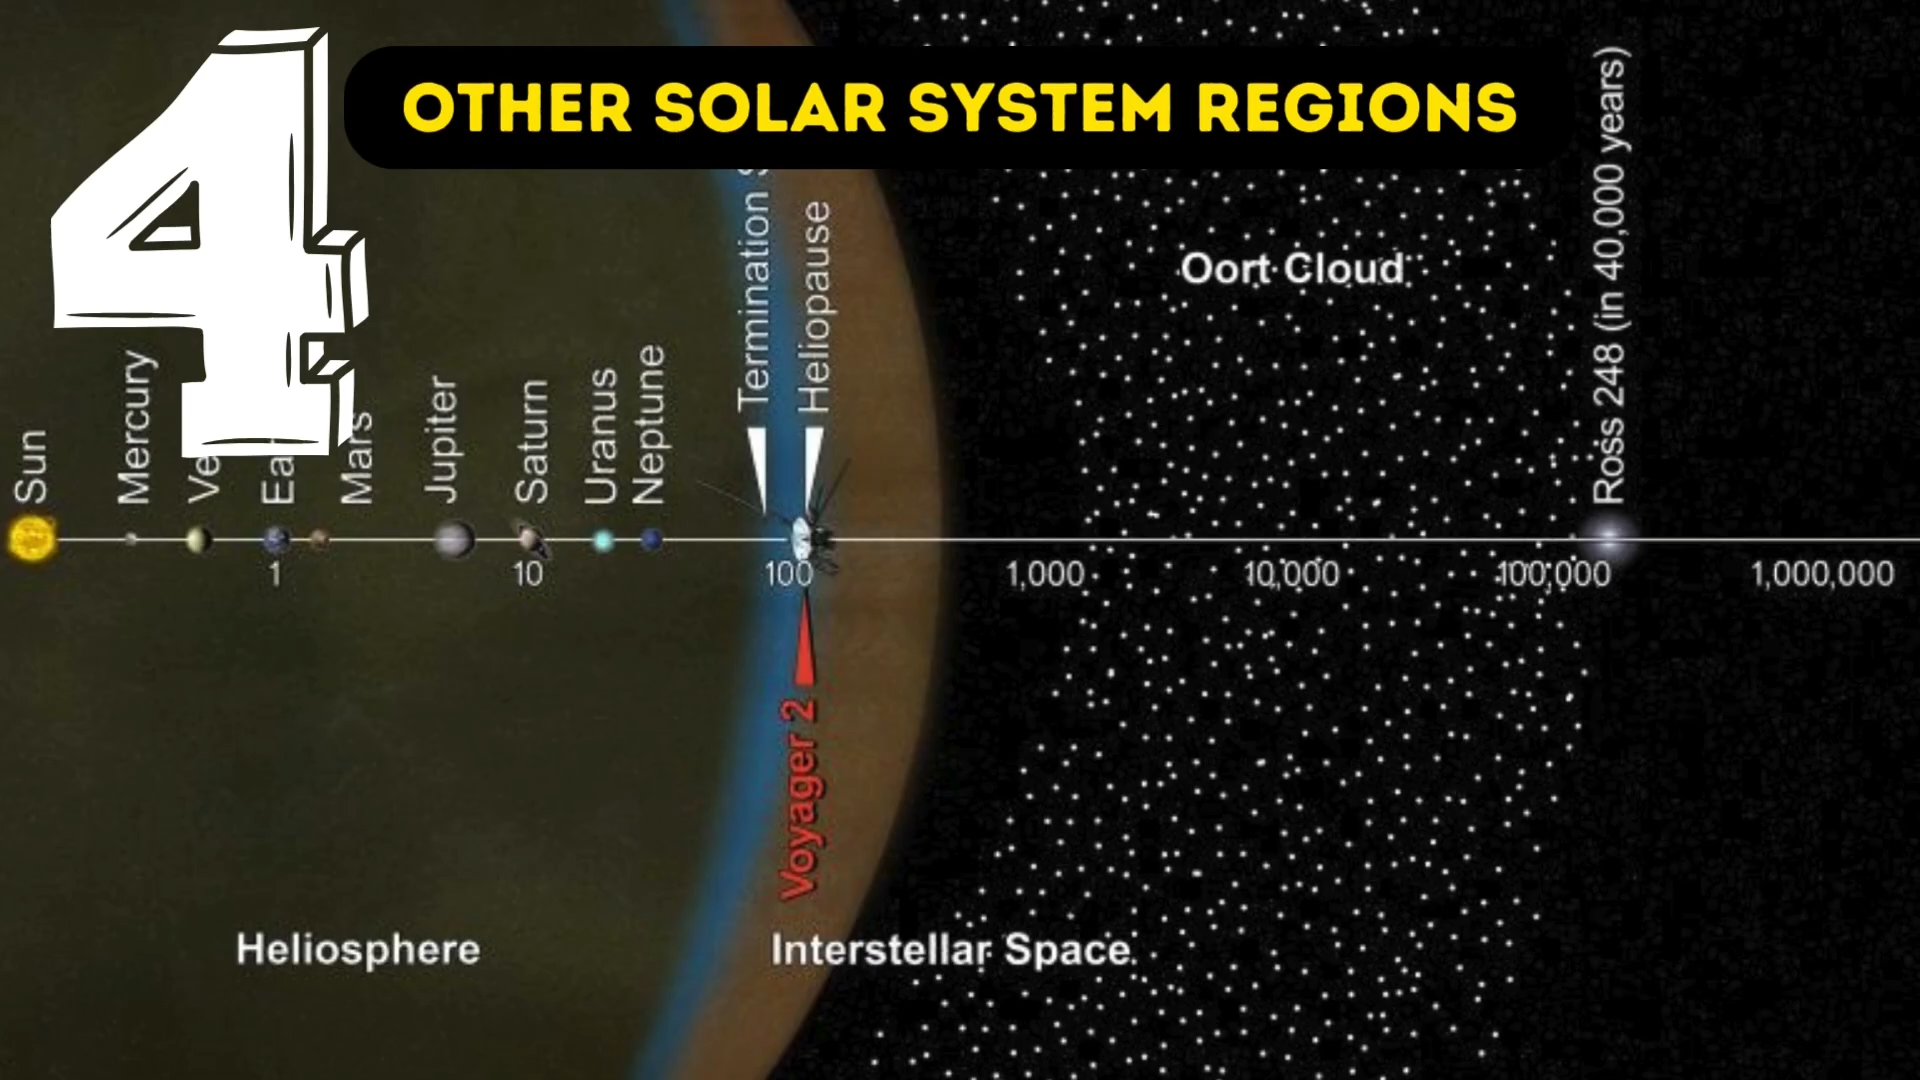 4
OTHER SOLAR SYSTEM REGIONS
Sun
Mercury
Mars
Jupiter
Saturn
Uranus
Neptune
Termination
Heliopause
Oort Cloud
Ross 248 (in 40,000 years)
1
10
100
1,000
10,000
100,000
1,000,000
Voyager 2
Heliosphere
Interstellar Space